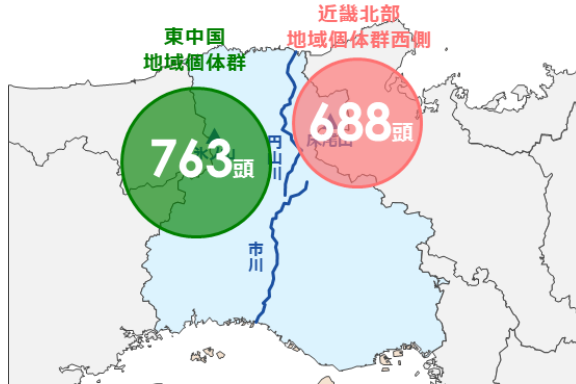 東中国
地域個体群
近畿北部
地域個体群西側
763頭
688頭
円山川
市川